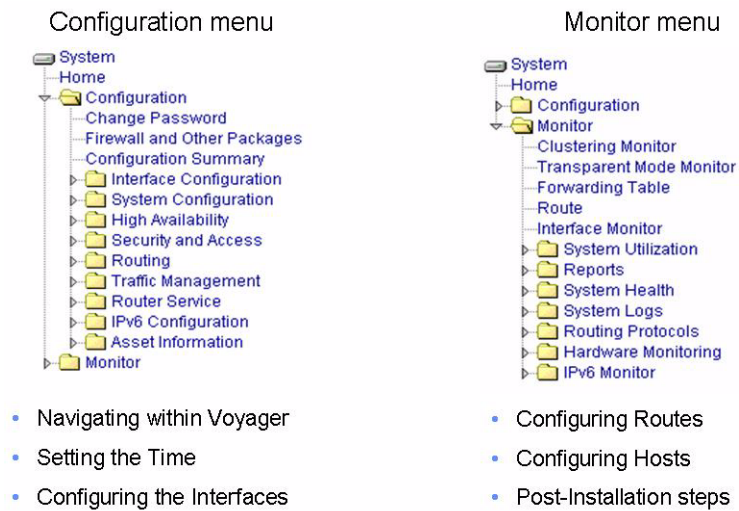 Configuration menu
System
Home
Configuration
Change Password
Firewall and Other Packages
Configuration Summary
Interface Configuration
System Configuration
High Availability
Security and Access
Routing
Traffic Management
Router Service
IPv6 Configuration
Asset Information
Monitor
• Navigating within Voyager
• Setting the Time
• Configuring the Interfaces
Monitor menu
System
Home
Configuration
Monitor
Clustering Monitor
Transparent Mode Monitor
Forwarding Table
Route
Interface Monitor
System Utilization
Reports
System Health
System Logs
Routing Protocols
Hardware Monitoring
IPv6 Monitor
• Configuring Routes
• Configuring Hosts
• Post-Installation steps